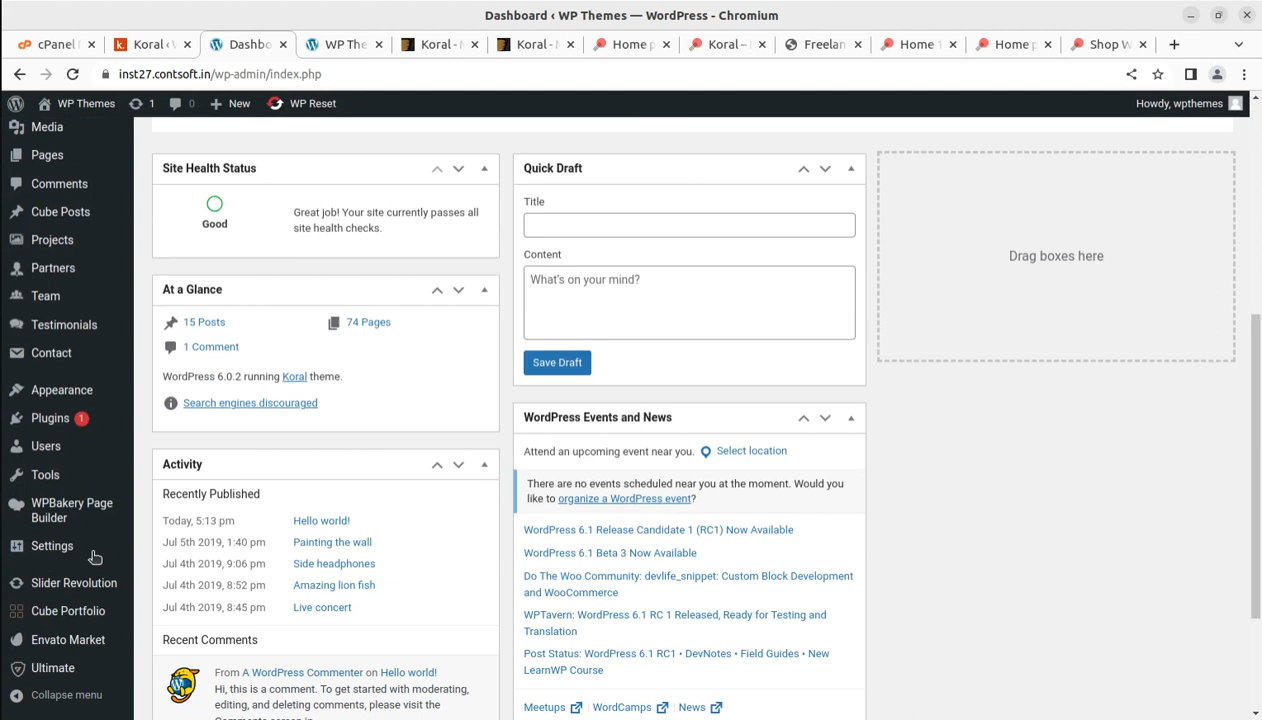 Dashboard ‹ WP Themes — WordPress - Chromium
cPanel F
Koral ‹ W
Dashbo
WP The
Koral - N
Koral - 
Home p
Koral –
Freelan
Home 1
Home p
Shop W
inst27.contsoft.in/wp-admin/index.php
WP Themes
1
0
New
WP Reset
Howdy, wpthemes
Media
Pages
Comments
Cube Posts
Projects
Partners
Team
Testimonials
Contact
Appearance
Plugins 1
Users
Tools
WPBakery Page
Builder
Settings
Slider Revolution
Cube Portfolio
Envato Market
Ultimate
Collapse menu
Site Health Status
Good
Great job! Your site currently passes all
site health checks.
At a Glance
15 Posts
74 Pages
1 Comment
WordPress 6.0.2 running Koral theme.
Search engines discouraged
Activity
Recently Published
Today, 5:13 pm Hello world!
Jul 5th 2019, 1:40 pm Painting the wall
Jul 4th 2019, 9:06 pm Side headphones
Jul 4th 2019, 8:52 pm Amazing lion fish
Jul 4th 2019, 8:45 pm Live concert
Recent Comments
From A WordPress Commenter on Hello world!
Hi, this is a comment. To get started with moderating,
editing, and deleting comments, please visit the
Quick Draft
Title
Content
What's on your mind?
Save Draft
WordPress Events and News
Attend an upcoming event near you. Select location
There are no events scheduled near you at the moment. Would you
like to organize a WordPress event?
WordPress 6.1 Release Candidate 1 (RC1) Now Available
WordPress 6.1 Beta 3 Now Available
Do The Woo Community: devlife_snippet: Custom Block Development
and WooCommerce
WPTavern: WordPress 6.1 RC 1 Released, Ready for Testing and
Translation
Post Status: WordPress 6.1 RC1 • DevNotes • Field Guides • New
LearnWP Course
Meetups
WordCamps
News
Drag boxes here